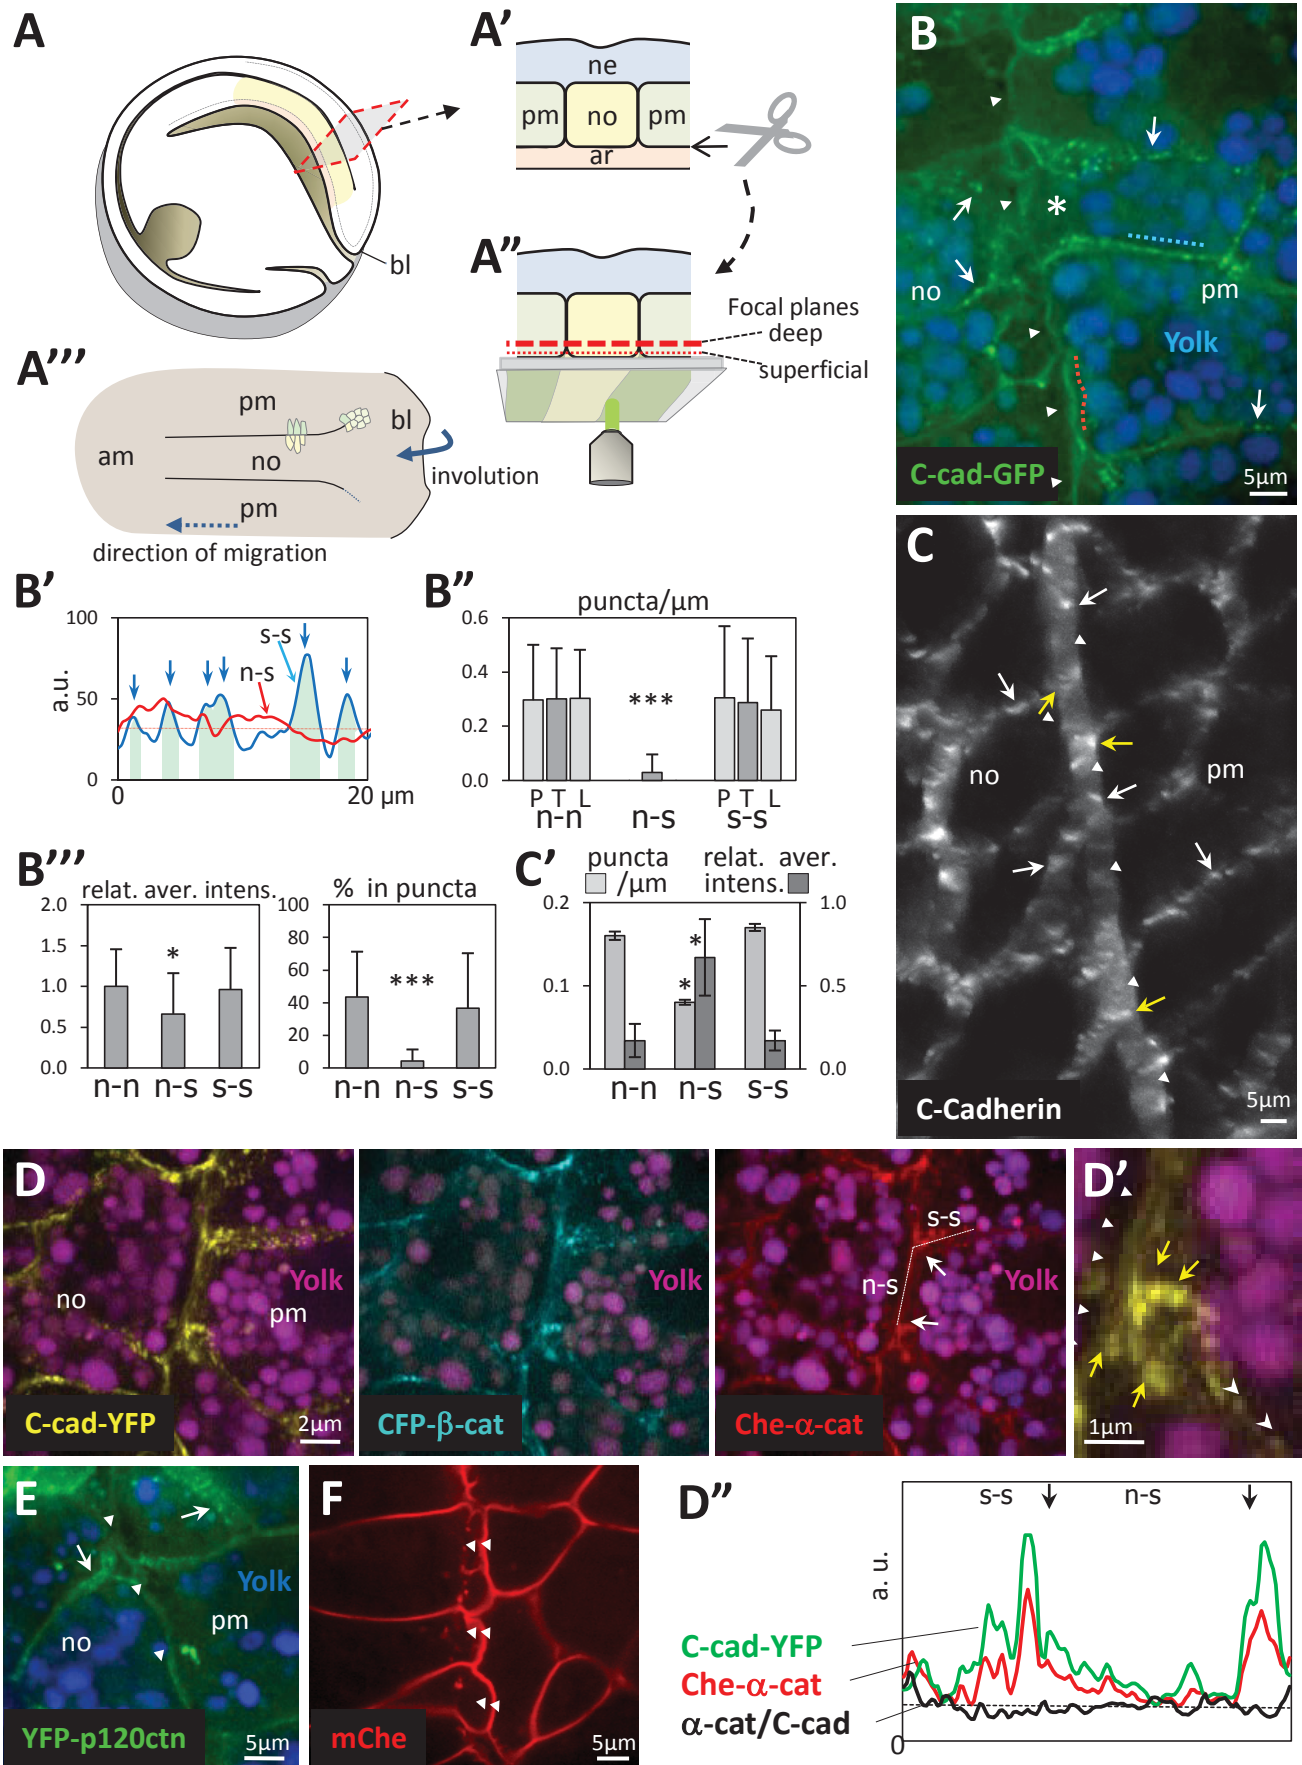 A
bl
A'
ne
pm
no
pm
ar
A''
Focal planes
deep
superficial
A'''
pm
bl
am
no
involution
pm
direction of migration
B
*
no
pm
Yolk
C-cad-GFP
5μm
B'
100
50
0
a.u.
s-s
n-s
0
20 μm
B''
puncta/μm
0.6
0.4
0.2
0.0
***
P T L
P T L
n-n
n-s
s-s
B'''
relat. aver. intens.
2.0
1.5
1.0
0.5
0.0
*
n-n
n-s
s-s
% in puncta
100
80
60
40
20
0
***
n-n
n-s
s-s
C'
puncta
/μm
relat. aver.
intens.
0.2
0.1
0.0
1.0
0.5
0.0
*
*
n-n
n-s
s-s
C
no
pm
C-Cadherin
5μm
D
no
Yolk
pm
C-cad-YFP
2μm
Yolk
CFP-β-cat
s-s
n-s
Yolk
Che-α-cat
D'
1μm
E
Yolk
pm
no
YFP-p120ctn
5μm
F
mChe
5μm
D''
s-s
n-s
a. u.
C-cad-YFP
Che-α-cat
α-cat/C-cad
0